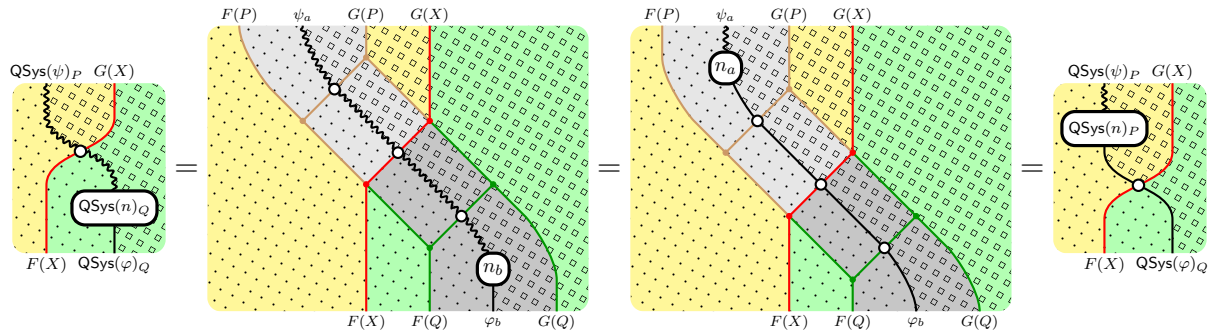 QSys(ψ)_P G(X)
QSys(n)_Q
F(X) QSys(φ)_Q
=
F(P) ψ_a G(P) G(X)
n_b
F(X) F(Q) φ_b G(Q)
=
F(P) ψ_a G(P) G(X)
n_a
F(X) F(Q) φ_b G(Q)
=
QSys(ψ)_P G(X)
QSys(n)_P
F(X) QSys(φ)_Q